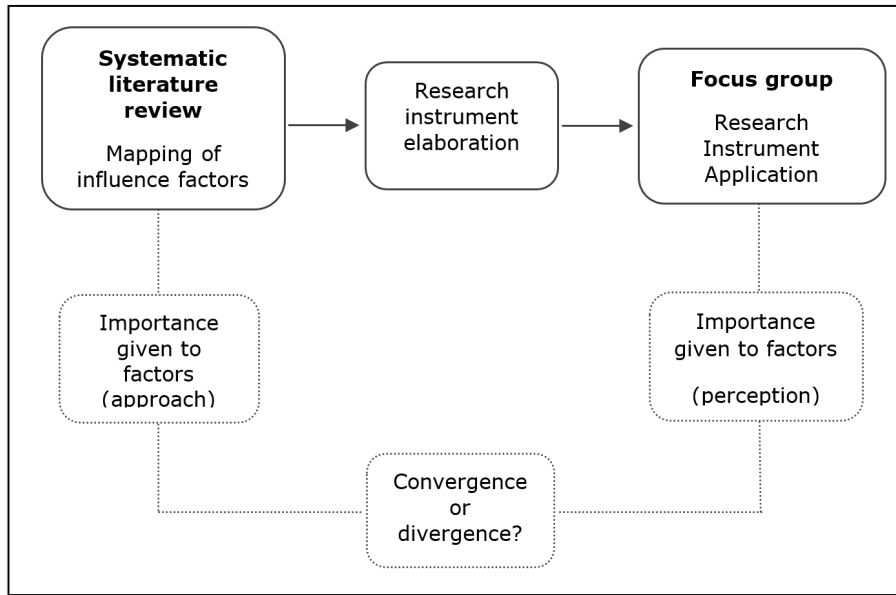 Systematic
literature
review
Mapping of
influence factors
Research
instrument
elaboration
Focus group
Research
Instrument
Application
Importance
given to
factors
(approach)
Importance
given to factors
(perception)
Convergence
or
divergence?